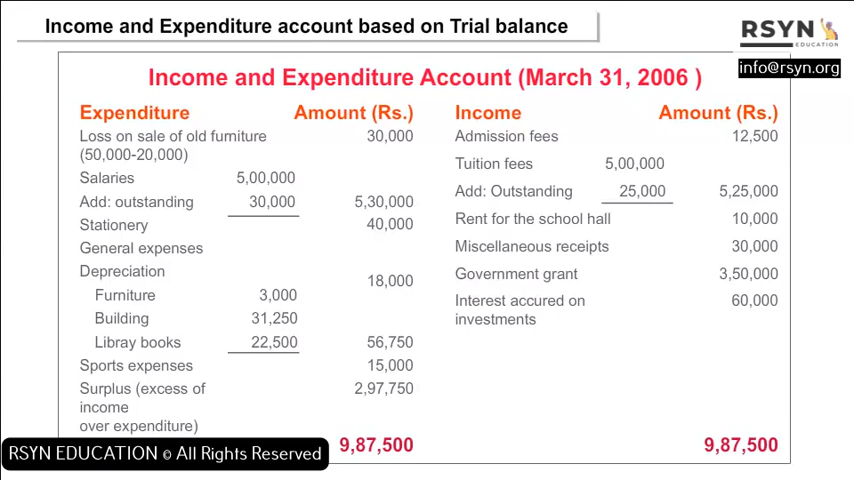 Income and Expenditure account based on Trial balance
RSYN
EDUCATION
info@rsyn.org
Income and Expenditure Account (March 31, 2006 )
Expenditure Amount (Rs.) Income Amount (Rs.)
Loss on sale of old furniture 30,000 Admission fees 12,500
(50,000-20,000)
Tuition fees 5,00,000
Salaries 5,00,000
Add: Outstanding 25,000 5,25,000
Add: outstanding 30,000 5,30,000
Stationery 40,000 Rent for the school hall 10,000
General expenses Miscellaneous receipts 30,000
Depreciation 18,000 Government grant 3,50,000
Furniture 3,000 Interest accured on 60,000
Building 31,250 investments
Libray books 22,500 56,750
Sports expenses 15,000
Surplus (excess of 2,97,750
income
over expenditure)
9,87,500 9,87,500
RSYN EDUCATION © All Rights Reserved